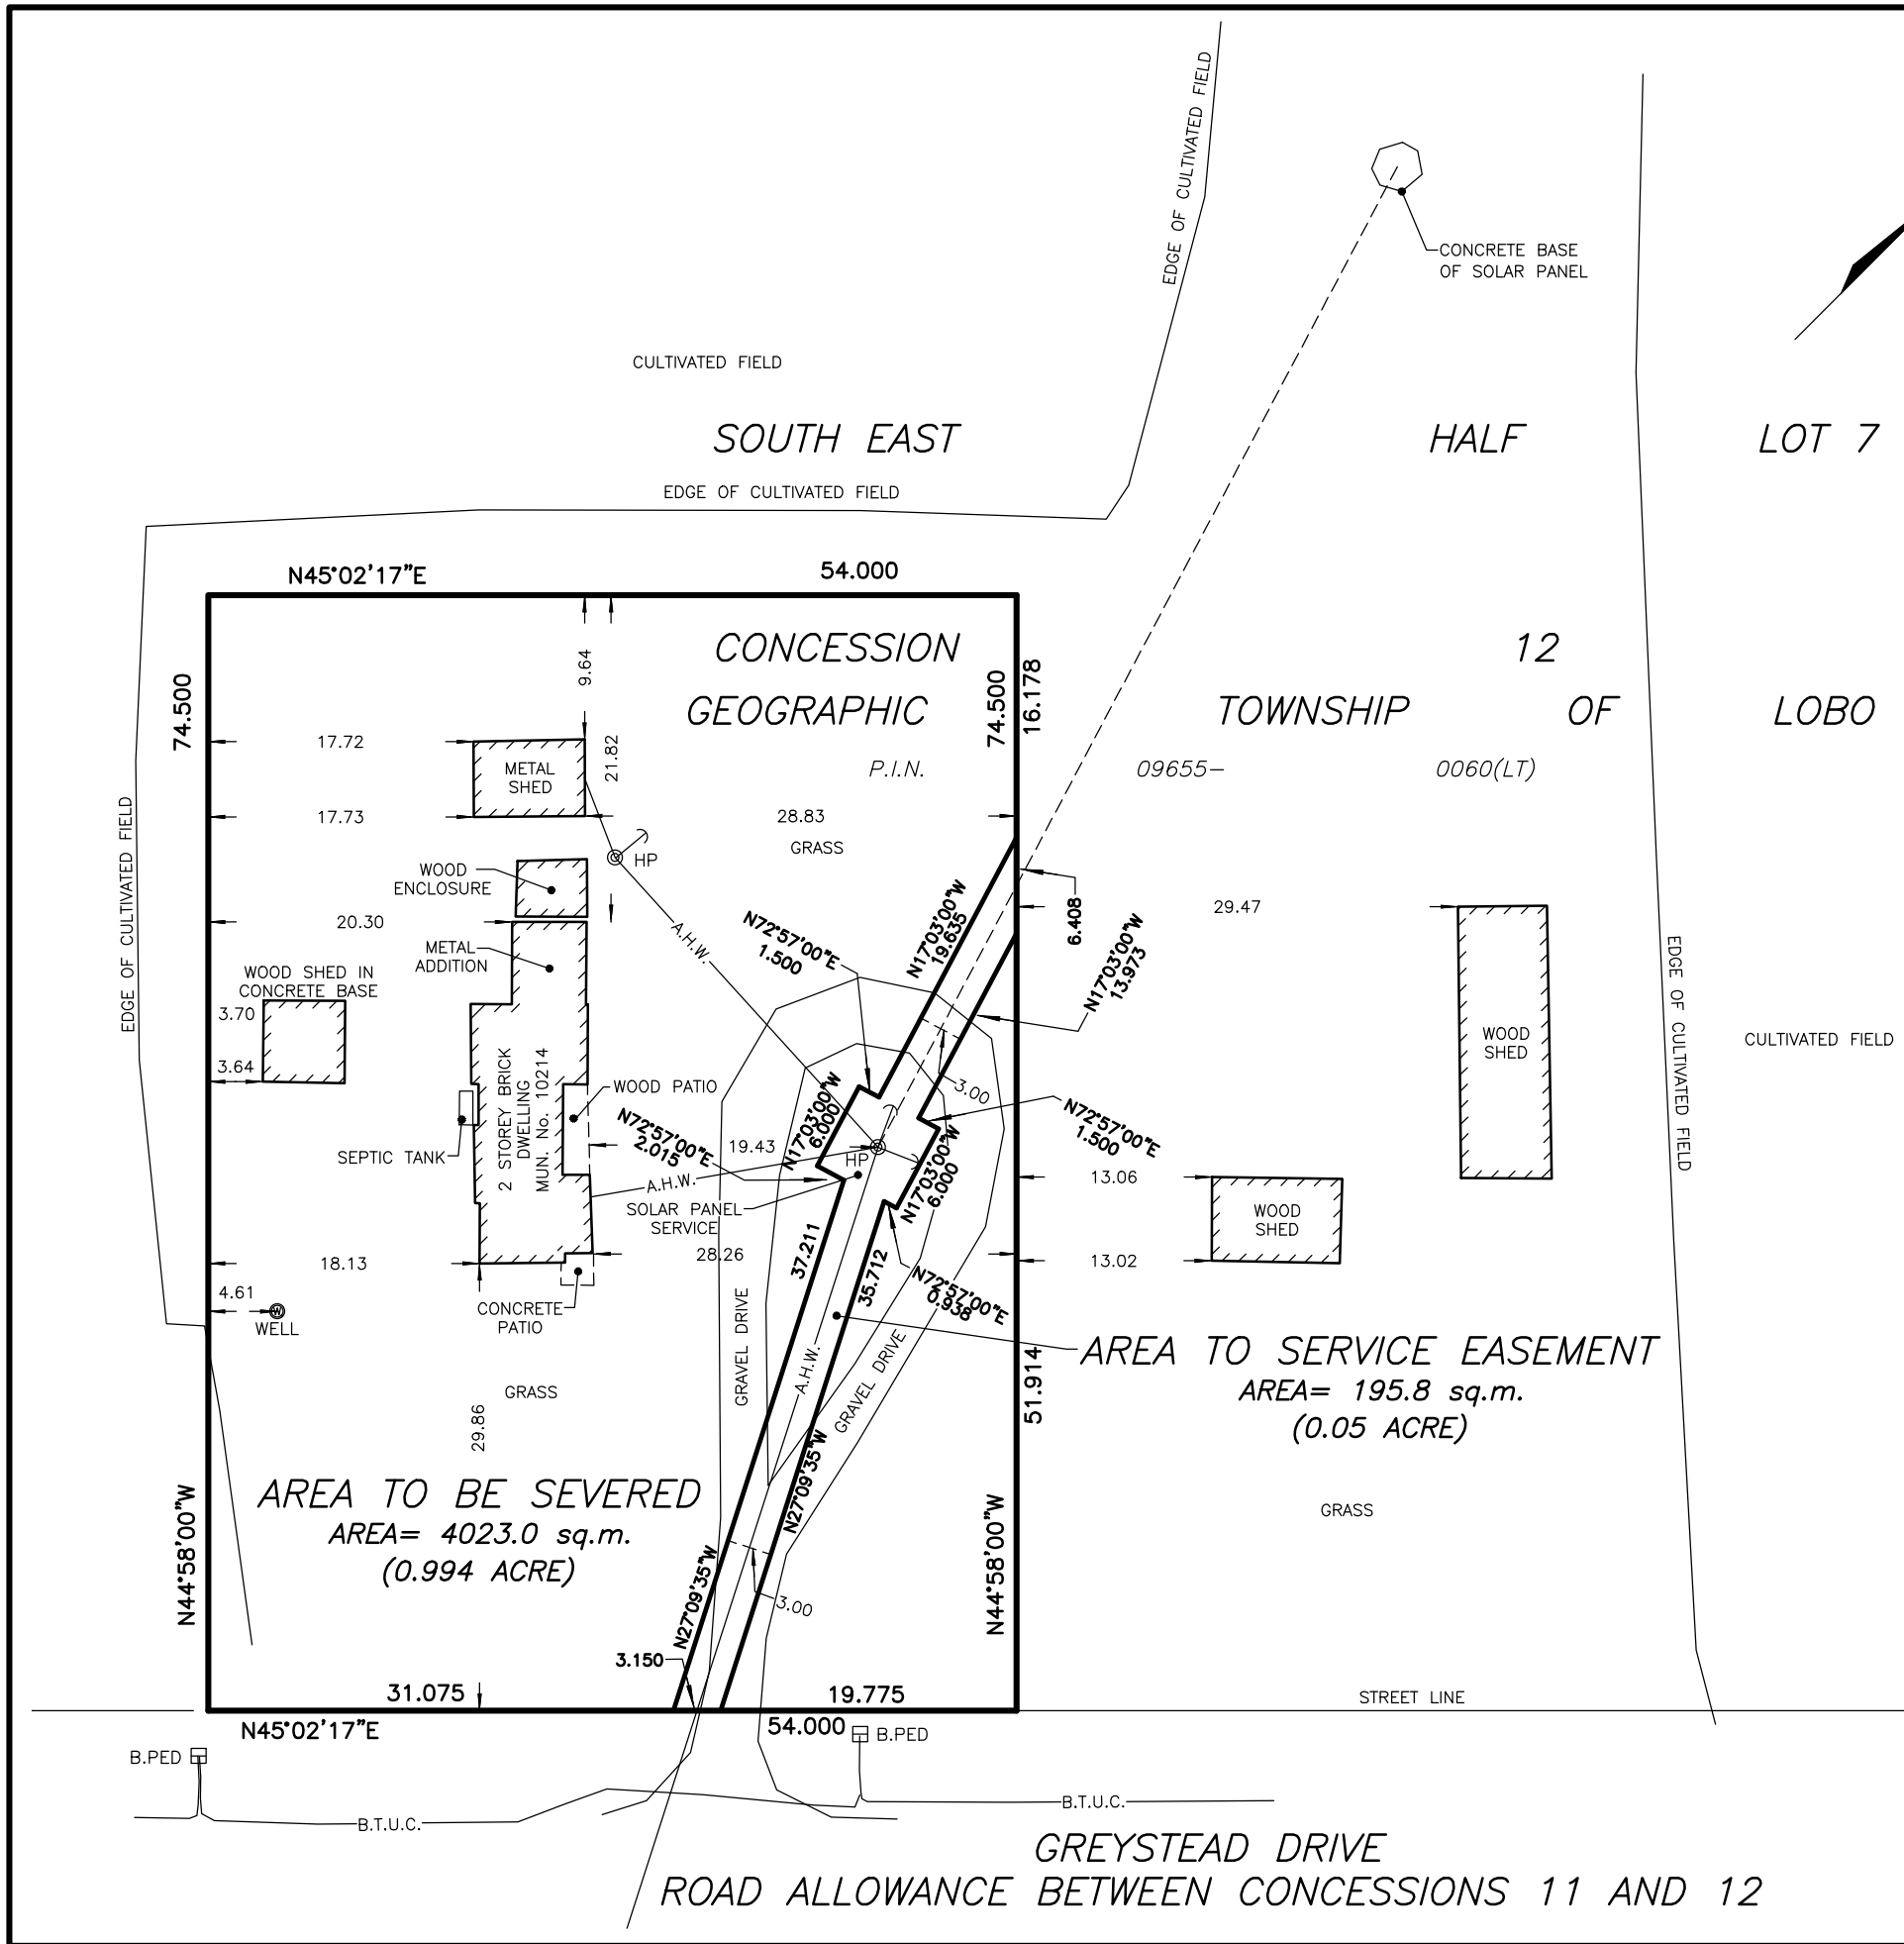 EDGE OF CULTIVATED FIELD
CONCRETE BASE
OF SOLAR PANEL
CULTIVATED FIELD
SOUTH EAST HALF LOT 7
EDGE OF CULTIVATED FIELD
N45°02'17"E 54.000
CONCESSION 12
GEOGRAPHIC TOWNSHIP OF LOBO
P.I.N. 09655- 0060(LT)
74.500
9.64
74.500
16.178
17.72
21.82
METAL
SHED
17.73
28.83
GRASS
HP
WOOD
ENCLOSURE
20.30
METAL
ADDITION
A.H.W.
N72°57'00"E
1.500
N17°03'00"W
19.635
6.408
29.47
N17°03'00"W
13.973
EDGE OF CULTIVATED FIELD
WOOD SHED IN
CONCRETE BASE
3.70
3.64
2 STOREY BRICK
DWELLING
MUN. No. 10214
WOOD PATIO
WOOD
SHED
CULTIVATED FIELD
EDGE OF CULTIVATED FIELD
3.00
N17°03'00"W
6.000
N72°57'00"E
2.015
19.43
HP
N72°57'00"E
1.500
SEPTIC TANK
A.H.W.
N17°03'00"W
6.000
13.06
SOLAR PANEL
SERVICE
WOOD
SHED
18.13
28.26
37.211
35.712
13.02
4.61
WELL
CONCRETE
PATIO
N72°57'00"E
0.938
GRAVEL DRIVE
A.H.W.
GRAVEL DRIVE
51.914
AREA TO SERVICE EASEMENT
AREA= 195.8 sq.m.
(0.05 ACRE)
GRASS
29.86
AREA TO BE SEVERED
AREA= 4023.0 sq.m.
(0.994 ACRE)
N44°58'00"W
N27°09'35"W
N27°09'35"W
N44°58'00"W
GRASS
3.00
3.150
31.075
19.775
STREET LINE
N45°02'17"E 54.000
B.PED
B.PED
B.T.U.C.
B.T.U.C.
GREYSTEAD DRIVE
ROAD ALLOWANCE BETWEEN CONCESSIONS 11 AND 12
W